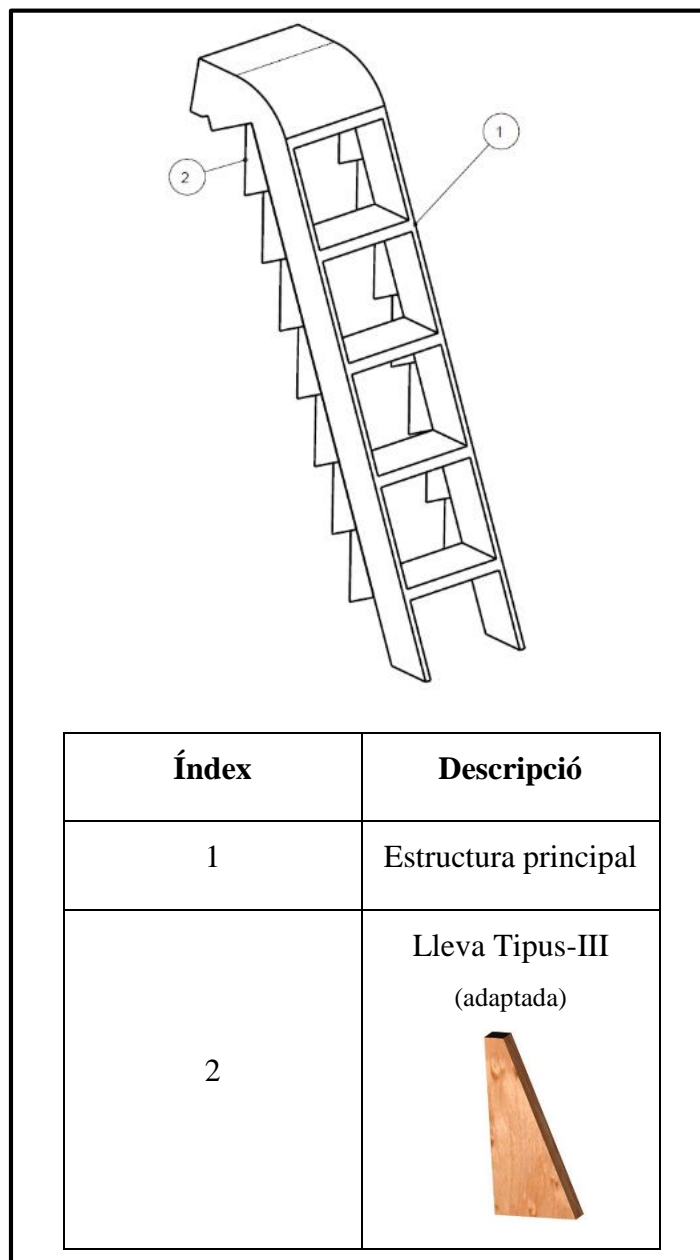 1
2
Índex Descripció
1 Estructura principal
2 Lleva Tipus-III
(adaptada)